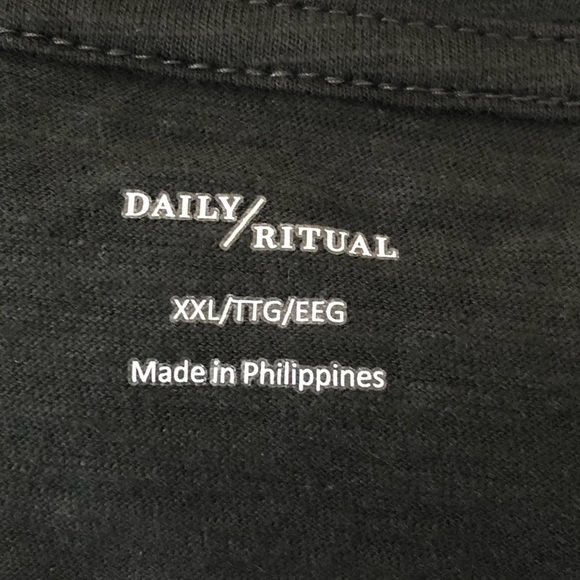 DAILY/
RITUAL
XXL/TTG/EEG
Made in Philippines